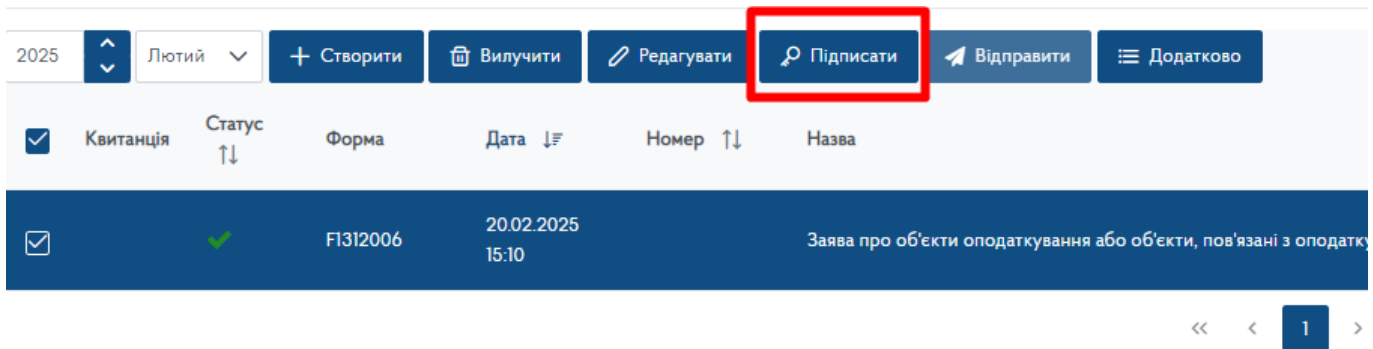 2025 Лютий Створити Вилучити Редагувати Підписати Відправити Додатково
Квитанція Статус Форма Дата Номер Назва
F1312006 20.02.2025 15:10 Заява про об'єкти оподаткування або об'єкти, пов'язані з
1